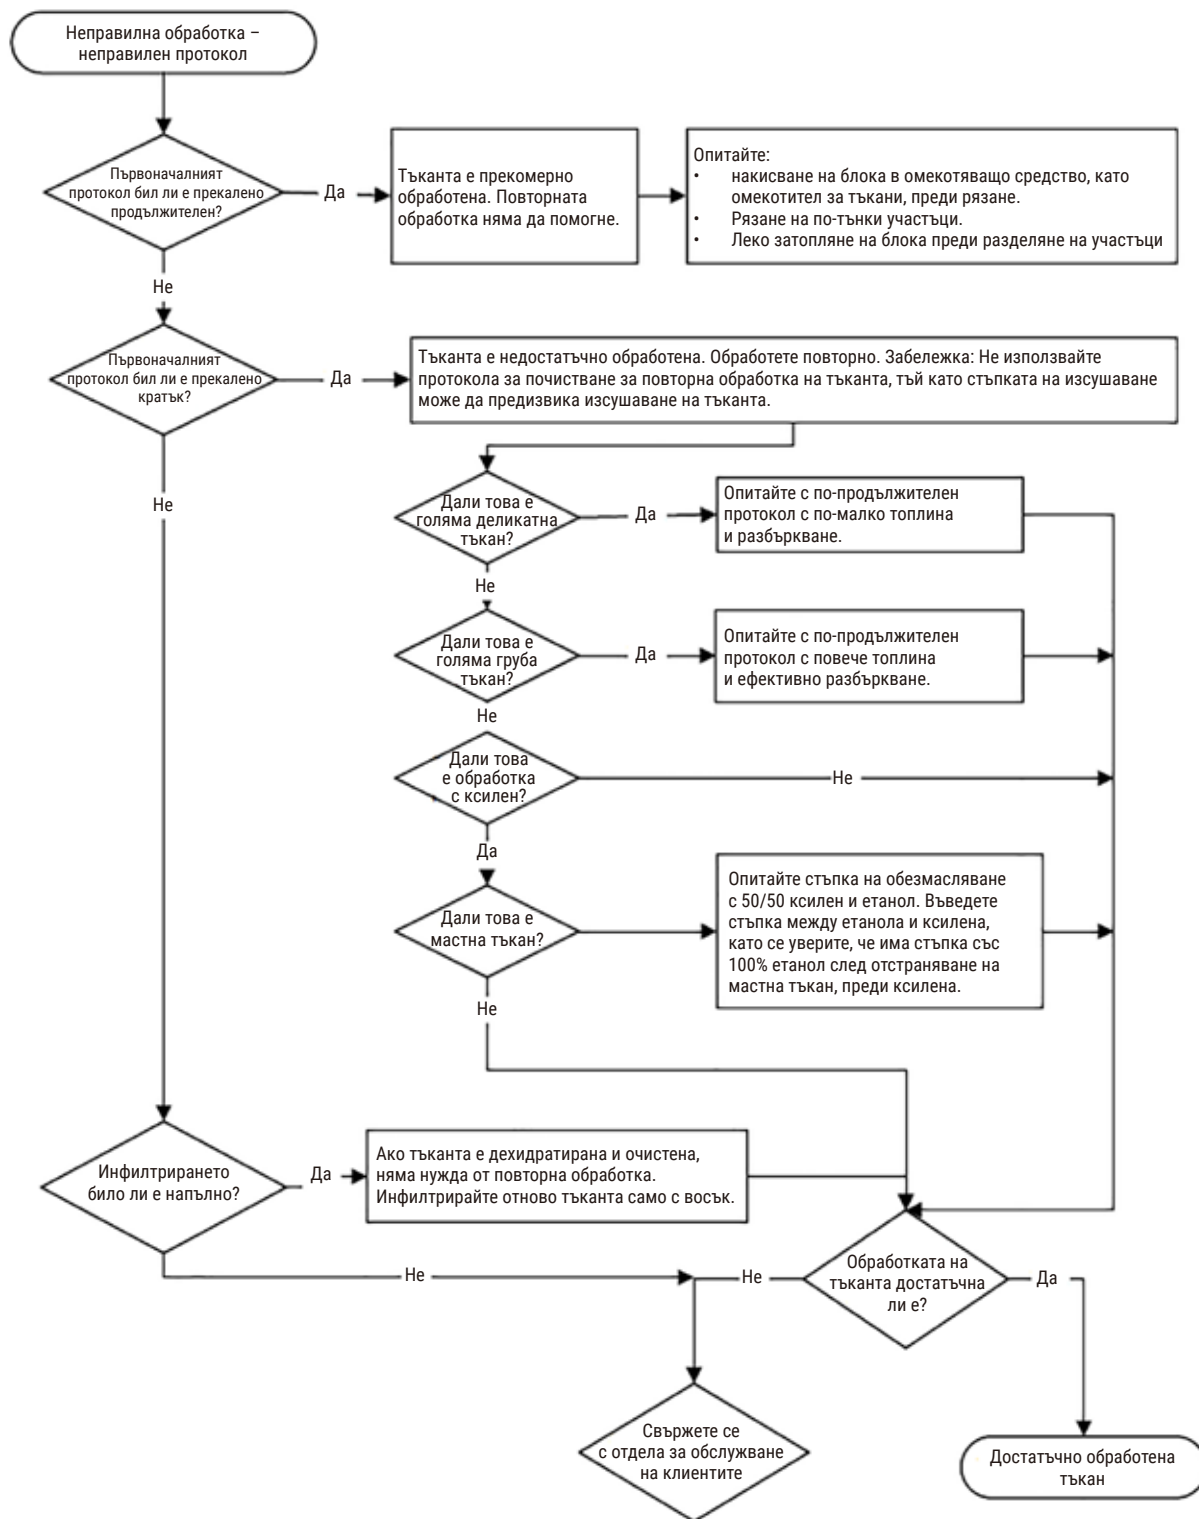 Неправилна обработка –
неправилен протокол
Първоначалният
протокол бил ли е прекалено
продължителен?
Да
Тъканта е прекомерно
обработена. Повторната
обработка няма да помогне.
Опитайте:
• накисване на блока в омекотяващо средство, като
омекотител за тъкани, преди рязане.
• Рязане на по-тънки участъци.
• Леко затопляне на блока преди разделяне на участъци
Не
Първоначалният
протокол бил ли е прекалено
кратък?
Да
Тъканта е недостатъчно обработена. Обработете повторно. Забележка: Не използвайте
протокола за почистване за повторна обработка на тъканта, тъй като стъпката на изсушаване
може да предизвика изсушаване на тъканта.
Не
Дали това е
голяма деликатна
тъкан?
Да
Опитайте с по-продължителен
протокол с по-малко топлина
и разбъркване.
Не
Дали това е
голяма груба
тъкан?
Да
Опитайте с по-продължителен
протокол с повече топлина
и ефективно разбъркване.
Не
Дали това
е обработка
с ксилен?
Не
Да
Дали това е
мастна тъкан?
Опитайте стъпка на обезмасляване
с 50/50 ксилен и етанол. Въведете
стъпка между етанола и ксилена,
като се уверите, че има стъпка със
100% етанол след отстраняване на
мастна тъкан, преди ксилена.
Не
Инфилтрирането
било ли е напълно?
Да
Ако тъканта е дехидратирана и очистена,
няма нужда от повторна обработка.
Инфилтрирайте отново тъканта само с восък.
Не
Обработката на
тъканта достатъчна
ли е?
Не
Да
Свържете се
с отдела за обслужване
на клиентите
Достатъчно обработена
тъкан